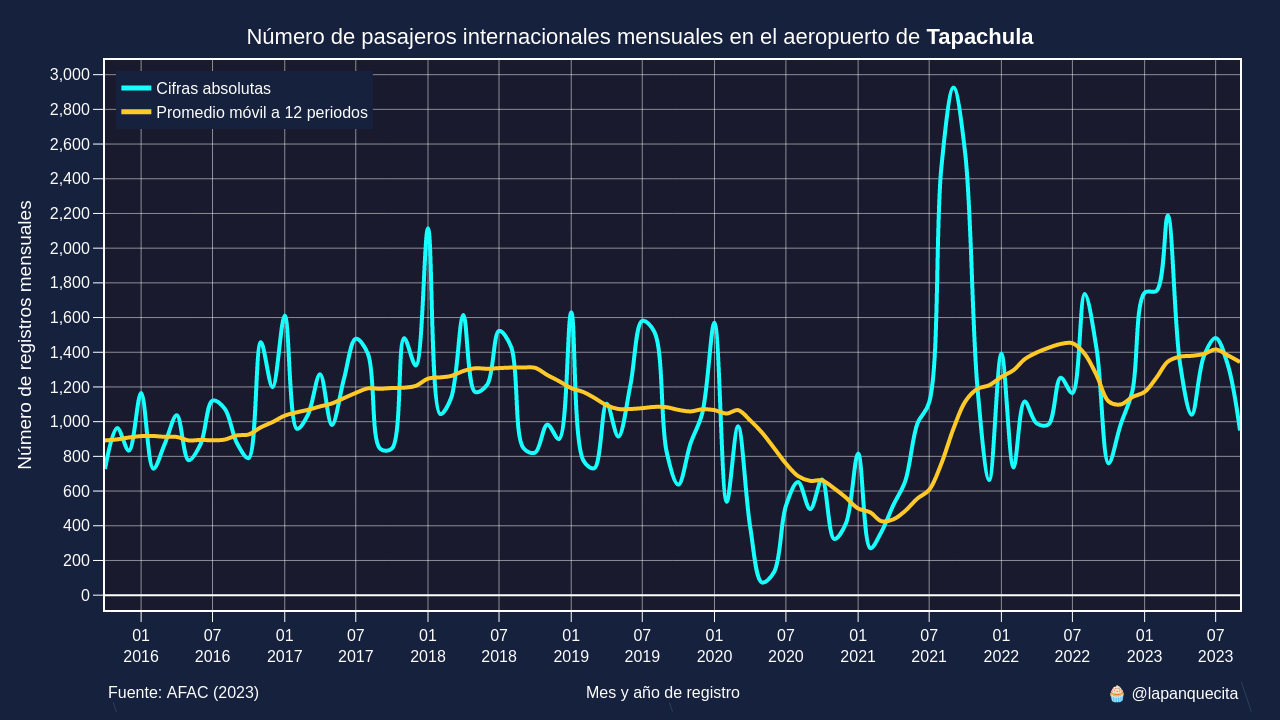 Número de pasajeros internacionales mensuales en el aeropuerto de Tapachula
Cifras absolutas
Promedio móvil a 12 periodos
Número de registros mensuales
3,000
2,800
2,600
2,400
2,200
2,000
1,800
1,600
1,400
1,200
1,000
800
600
400
200
0
01 07 01 07 01 07 01 07 01 07 01 07 01 07 01 07
2016 2016 2017 2017 2018 2018 2019 2019 2020 2020 2021 2021 2022 2022 2023 2023
Fuente: AFAC (2023)
Mes y año de registro
🧁 @lapanquecita